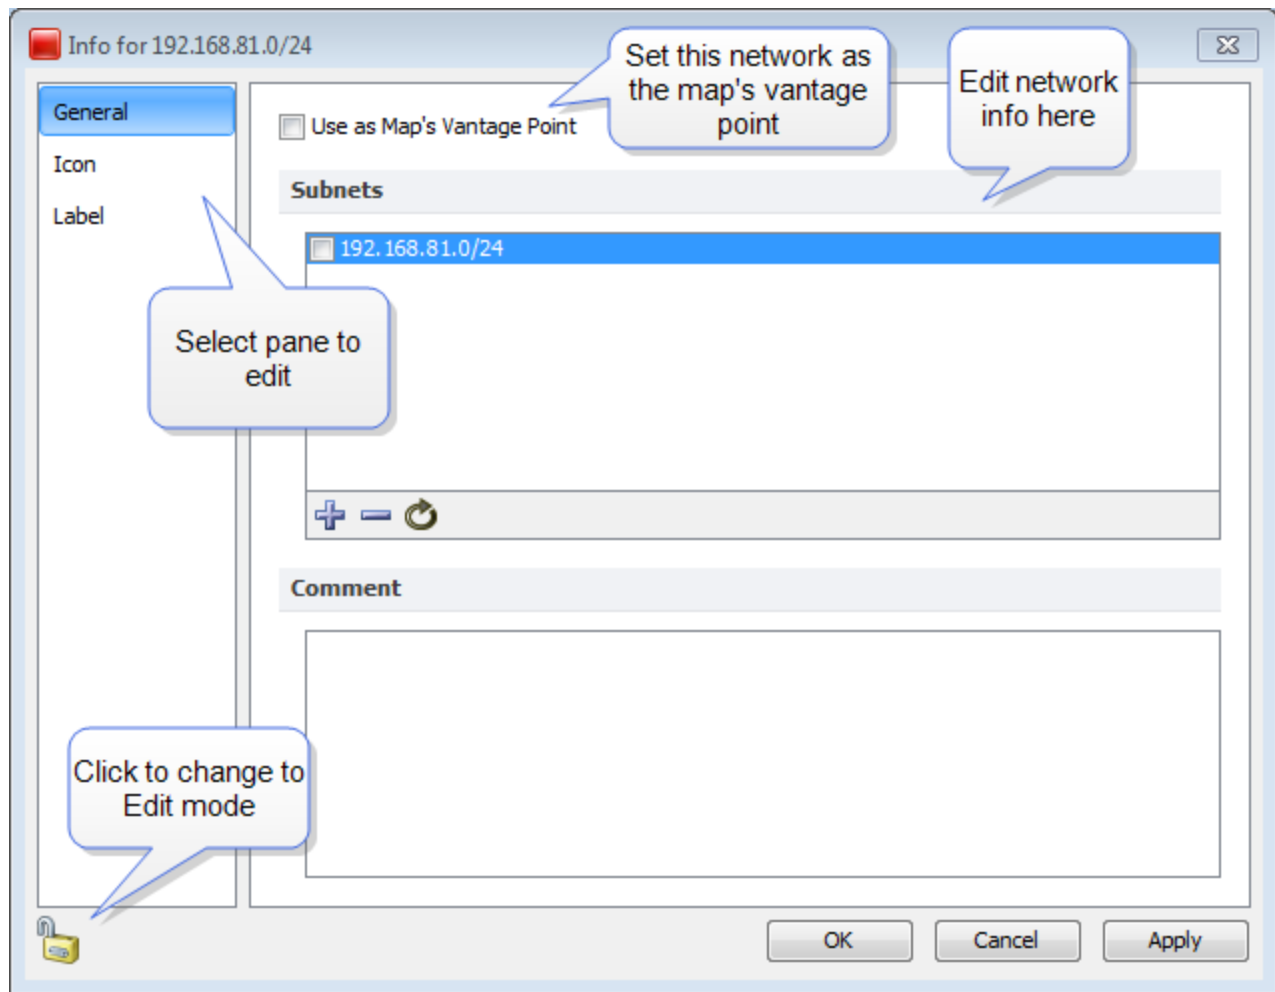 Info for 192.168.81.0/24
Set this network as
the map's vantage
point
Edit network
info here
General
Icon
Label
Use as Map's Vantage Point
Subnets
192.168.81.0/24
Select pane to
edit
Comment
Click to change to
Edit mode
OK
Cancel
Apply